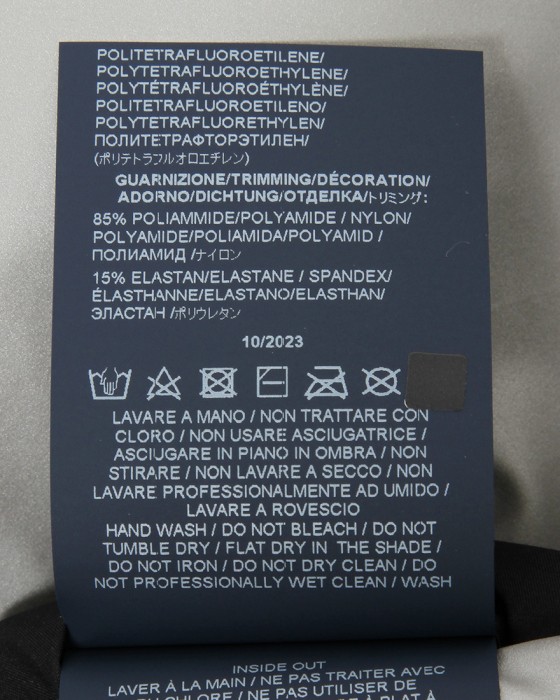 POLITETRAFLUOROETILENE/
POLYTETRAFLUOROETHYLENE/
POLYTÉTRAFLUOROÉTHYLÈNE/
POLITETRAFLUOROETILENO/
POLYTETRAFLUORETHYLEN/
ПОЛИТЕТРАФТОРЭТИЛЕН/
(ポリテトラフルオロエチレン)
GUARNIZIONE/TRIMMING/DÉCORATION/
ADORNO/DICHTUNG/ОТДЕЛКА/トリミング:
85% POLIAMMIDE/POLYAMIDE / NYLON/
POLYAMIDE/POLIAMIDA/POLYAMID /
ПОЛИАМИД /ナイロン
15% ELASTAN/ELASTANE / SPANDEX/
ÉLASTHANNE/ELASTANO/ELASTHAN/
ЭЛАСТАН /ポリウレタン
10/2023
LAVARE A MANO / NON TRATTARE CON
CLORO / NON USARE ASCIUGATRICE /
ASCIUGARE IN PIANO IN OMBRA / NON
STIRARE / NON LAVARE A SECCO / NON
LAVARE PROFESSIONALMENTE AD UMIDO /
LAVARE A ROVESCIO
HAND WASH / DO NOT BLEACH / DO NOT
TUMBLE DRY / FLAT DRY IN THE SHADE /
DO NOT IRON / DO NOT DRY CLEAN / DO
NOT PROFESSIONALLY WET CLEAN / WASH
INSIDE OUT
LAVER À LA MAIN / NE PAS TRAITER AVEC
CHLORE / NE PAS UTILISER DE
À PLAT À